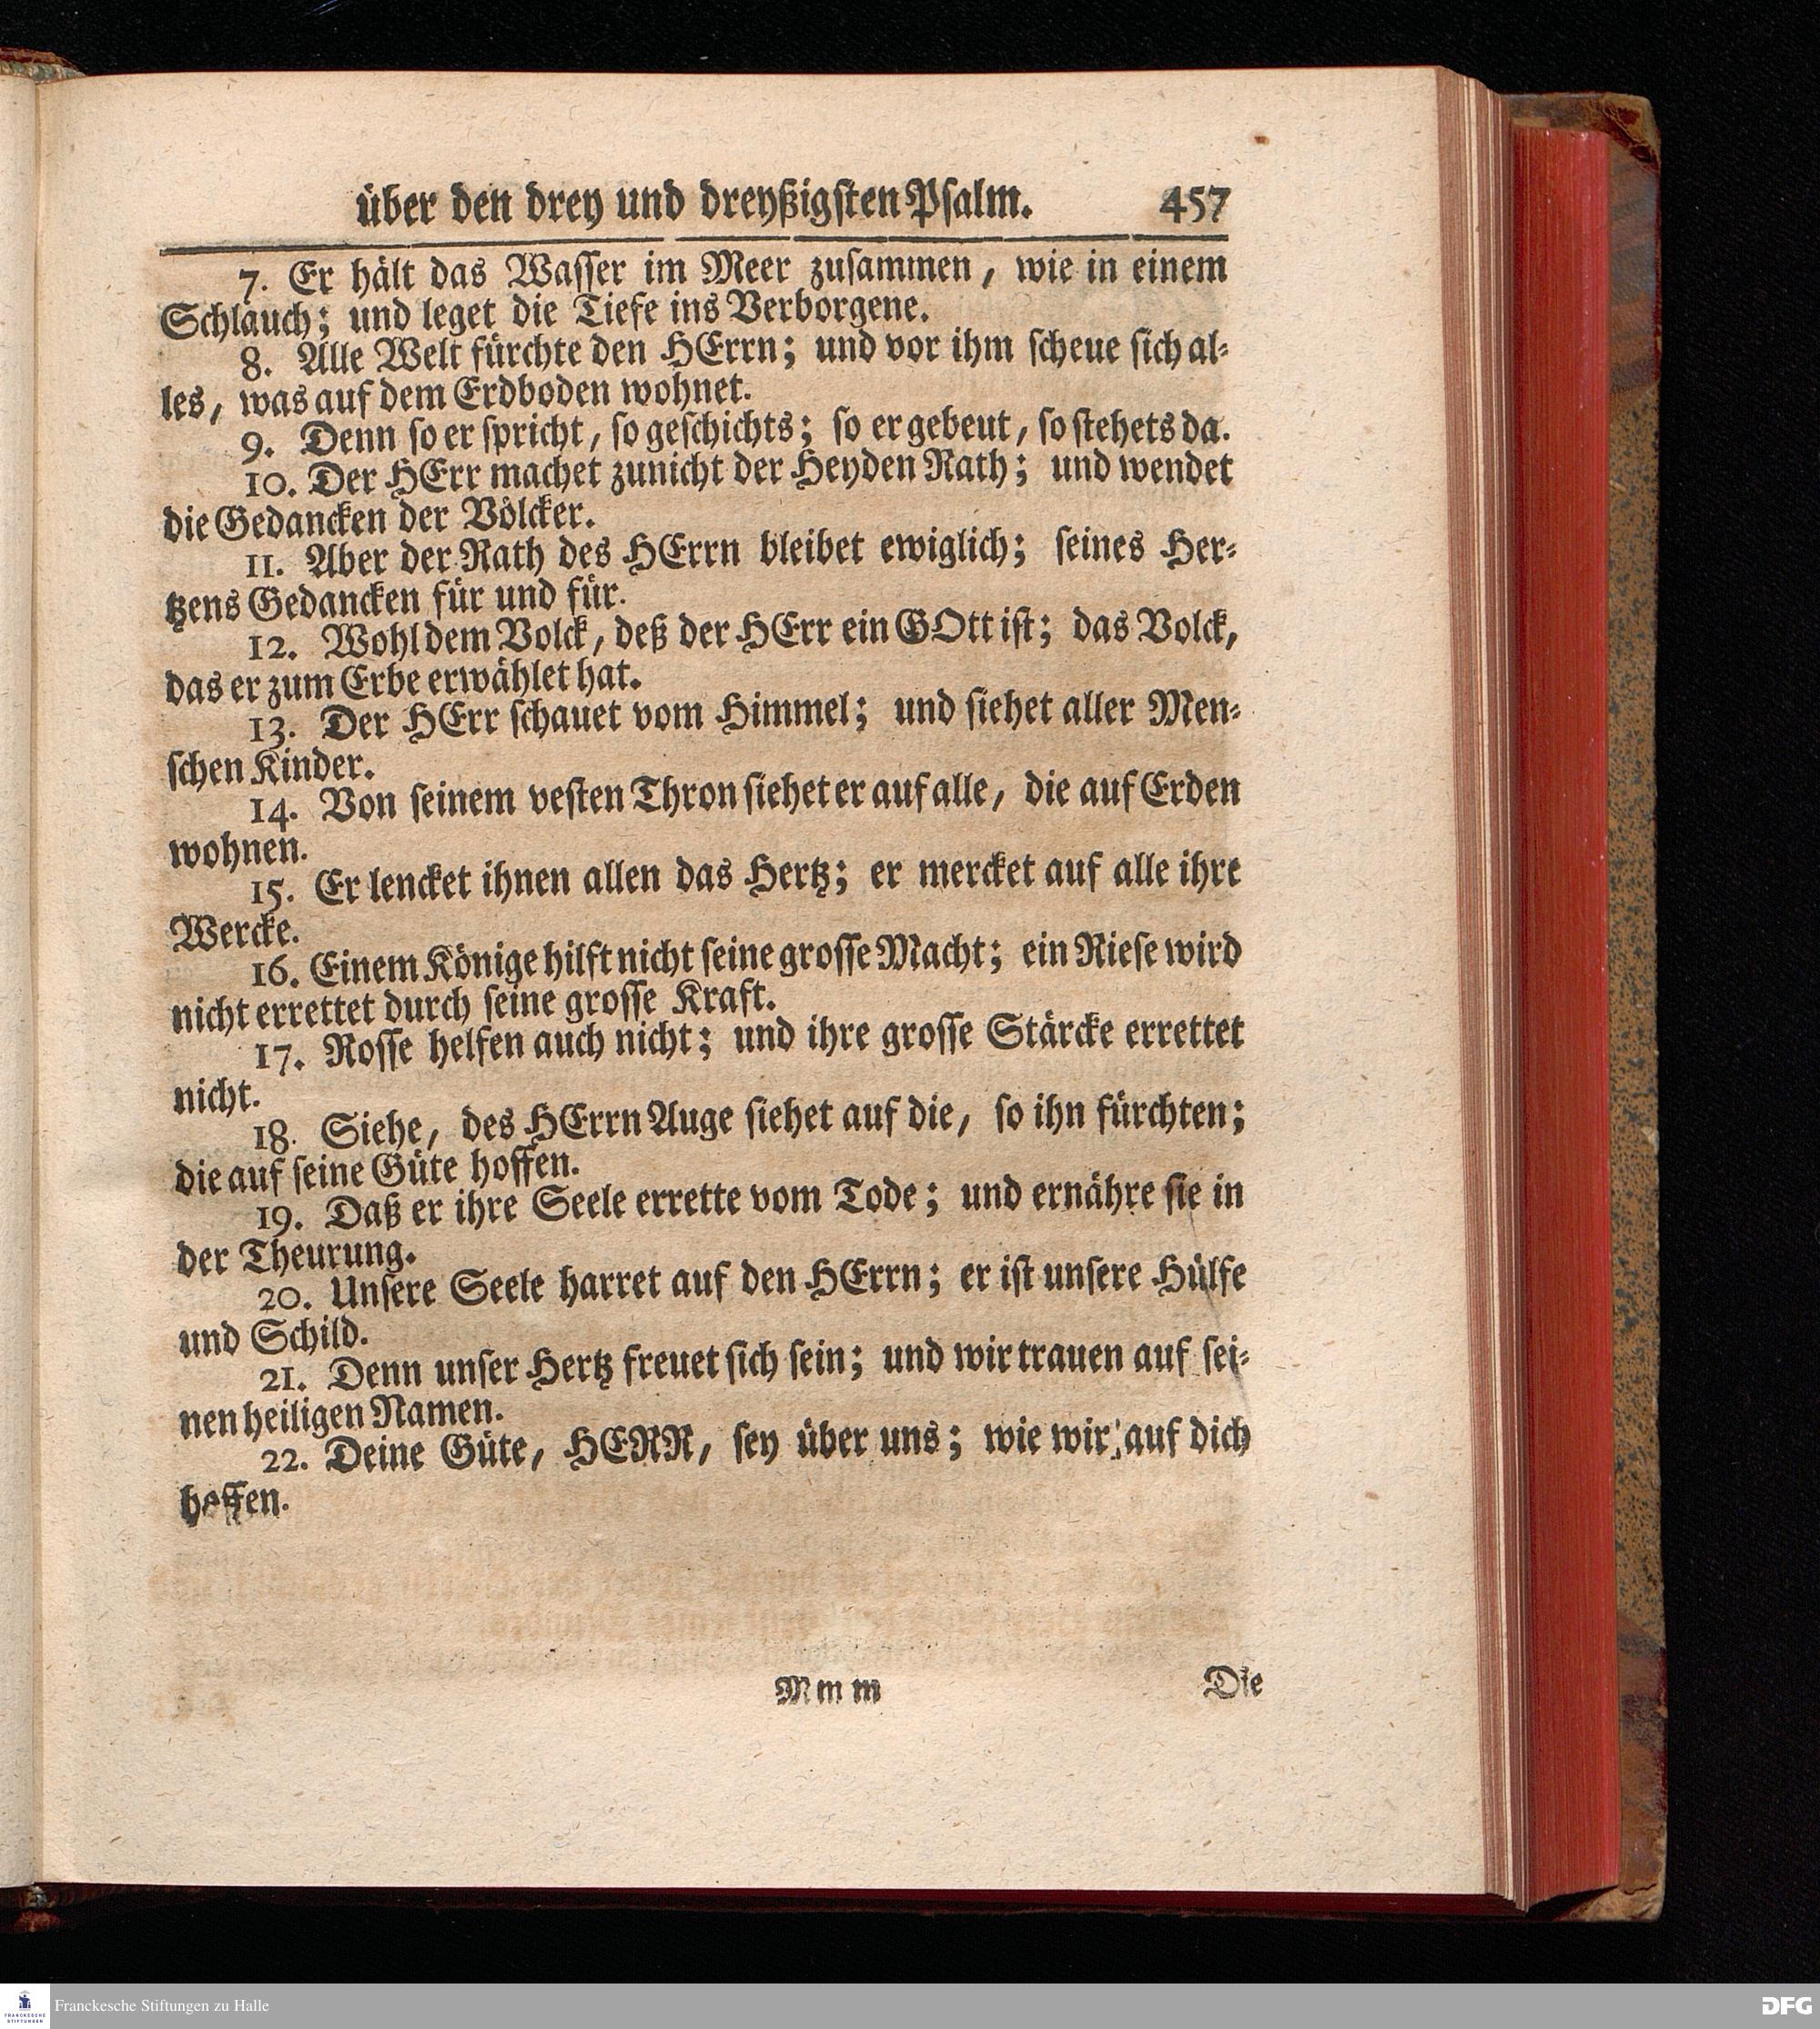 über den drey und dreyßigsten Psalm. 457
7. Er hält das Wasser im Meer zusammen, wie in einem
Schlauch; und leget die Tiefe ins Verborgene.
8. Alle Welt fürchte den HErrn; und vor ihm scheue sich al-
les, was auf dem Erdboden wohnet.
9. Denn so er spricht, so geschichts; so er gebeut, so stehets da.
10. Der HErr machet zunicht der Heyden Rath; und wendet
die Gedancken der Völcker.
11. Aber der Rath des HErrn bleibet ewiglich; seines Her-
tzens Gedancken für und für.
12. Wohl dem Volck, deß der HErr ein GOtt ist; das Volck,
das er zum Erbe erwählet hat.
13. Der HErr schauet vom Himmel; und siehet aller Men-
schen Kinder.
14. Von seinem vesten Thron siehet er auf alle, die auf Erden
wohnen.
15. Er lencket ihnen allen das Hertz; er mercket auf alle ihre
Wercke.
16. Einem Könige hilft nicht seine grosse Macht; ein Riese wird
nicht errettet durch seine grosse Kraft.
17. Rosse helfen auch nicht; und ihre grosse Stärcke errettet
nicht.
18. Siehe, des HErrn Auge siehet auf die, so ihn fürchten;
die auf seine Güte hoffen.
19. Daß er ihre Seele errette vom Tode; und ernähre sie in
der Theurung.
20. Unsere Seele harret auf den HErrn; er ist unsere Hülfe
und Schild.
21. Denn unser Hertz freuet sich sein; und wir trauen auf sei-
nen heiligen Namen.
22. Deine Güte, HERR, sey über uns; wie wir auf dich
hoffen.
Mmm Die
FRANCKESCHE STIFTUNGEN
Franckesche Stiftungen zu Halle
DFG